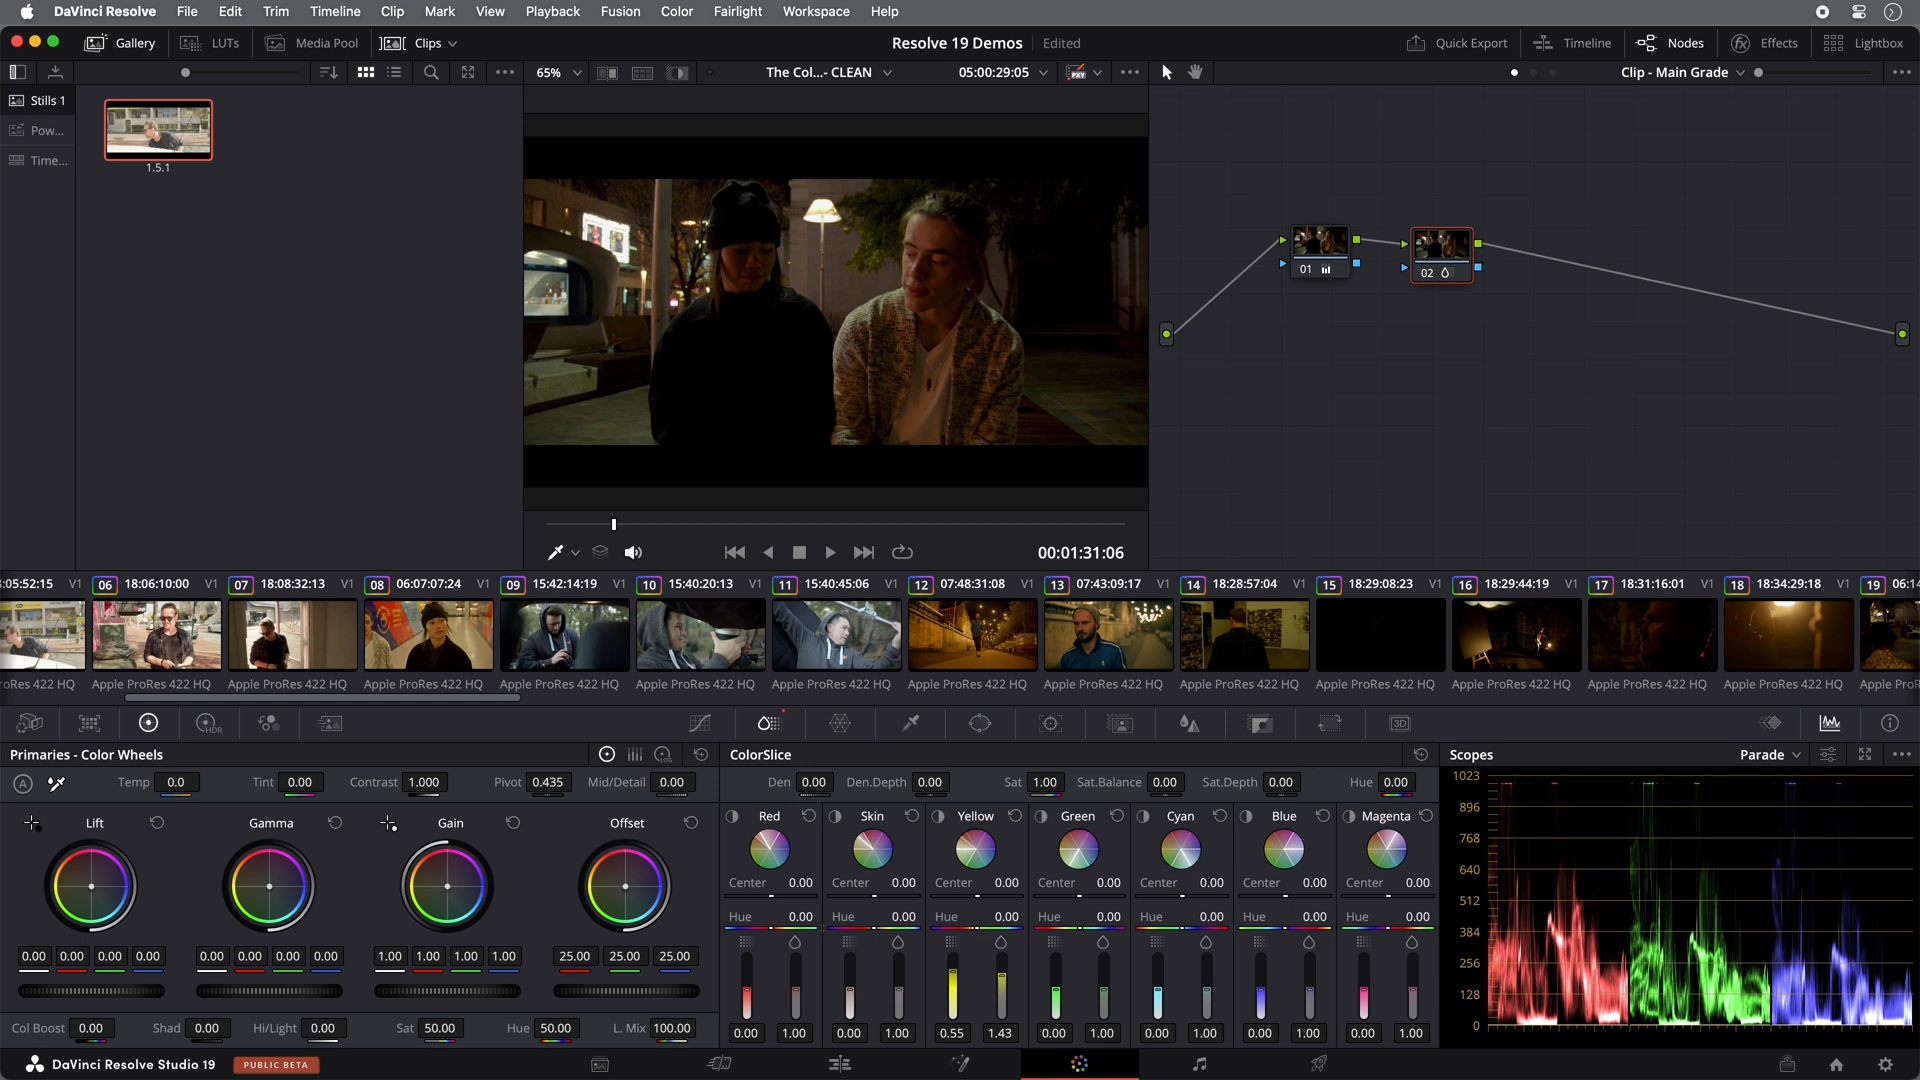 DaVinci Resolve File Edit Trim Timeline Clip Mark View Playback Fusion Color Fairlight Workspace Help
Gallery LUTs Media Pool Clips Resolve 19 Demos Edited Quick Export Timeline Nodes Effects Lightbox
65% The Col...- CLEAN 05:00:29:05 PXY Clip - Main Grade
Stills 1
Pow...
Time...
1.5.1
01
02
00:01:31:06
:05:52:15 V1 06 18:06:10:00 V1 07 18:08:32:13 V1 08 06:07:07:24 V1 09 15:42:14:19 V1 10 15:40:20:13 V1 11 15:40:45:06 V1 12 07:48:31:08 V1 13 07:43:09:17 V1 14 18:28:57:04 V1 15 18:29:08:23 V1 16 18:29:44:19 V1 17 18:31:16:01 V1 18 18:34:29:18 V1 19 06:14
oRes 422 HQ Apple ProRes 422 HQ Apple ProRes 422 HQ Apple ProRes 422 HQ Apple ProRes 422 HQ Apple ProRes 422 HQ Apple ProRes 422 HQ Apple ProRes 422 HQ Apple ProRes 422 HQ Apple ProRes 422 HQ Apple ProRes 422 HQ Apple ProRes 422 HQ Apple ProRes 422 HQ Apple ProRes 422 HQ Apple ProR
HDR 3D
Primaries - Color Wheels LOG ColorSlice Scopes Parade
A Temp 0.0 Tint 0.00 Contrast 1.000 Pivot 0.435 Mid/Detail 0.00 Den 0.00 Den.Depth 0.00 Sat 1.00 Sat.Balance 0.00 Sat.Depth 0.00 Hue 0.00
Lift Gamma Gain Offset
0.00 0.00 0.00 0.00 0.00 0.00 0.00 0.00 1.00 1.00 1.00 1.00 25.00 25.00 25.00
Col Boost 0.00 Shad 0.00 Hi/Light 0.00 Sat 50.00 Hue 50.00 L. Mix 100.00
Red Skin Yellow Green Cyan Blue Magenta
Center 0.00 Center 0.00 Center 0.00 Center 0.00 Center 0.00 Center 0.00 Center 0.00
Hue 0.00 Hue 0.00 Hue 0.00 Hue 0.00 Hue 0.00 Hue 0.00 Hue 0.00
0.00 1.00 0.00 1.00 0.55 1.43 0.00 1.00 0.00 1.00 0.00 1.00 0.00 1.00
1023
896
768
640
512
384
256
128
0
DaVinci Resolve Studio 19 PUBLIC BETA